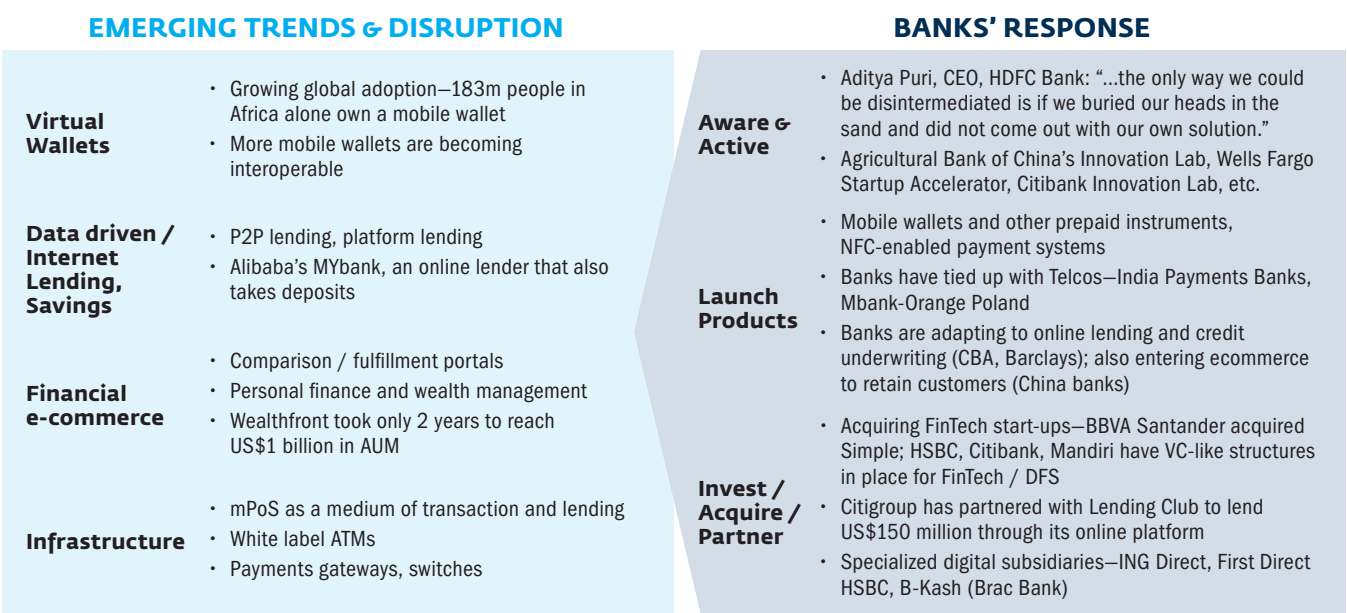 EMERGING TRENDS & DISRUPTION
Virtual
Wallets
• Growing global adoption—183m people in
Africa alone own a mobile wallet
• More mobile wallets are becoming
interoperable
Data driven /
Internet
Lending,
Savings
• P2P lending, platform lending
• Alibaba's MYbank, an online lender that also
takes deposits
Financial
e-commerce
• Comparison / fulfillment portals
• Personal finance and wealth management
• Wealthfront took only 2 years to reach
US$1 billion in AUM
Infrastructure
• mPoS as a medium of transaction and lending
• White label ATMs
• Payments gateways, switches
BANKS' RESPONSE
Aware &
Active
• Aditya Puri, CEO, HDFC Bank: “...the only way we could
be disintermediated is if we buried our heads in the
sand and did not come out with our own solution.”
• Agricultural Bank of China's Innovation Lab, Wells Fargo
Startup Accelerator, Citibank Innovation Lab, etc.
Launch
Products
• Mobile wallets and other prepaid instruments,
NFC-enabled payment systems
• Banks have tied up with Telcos—India Payments Banks,
Mbank-Orange Poland
• Banks are adapting to online lending and credit
underwriting (CBA, Barclays); also entering ecommerce
to retain customers (China banks)
Invest /
Acquire /
Partner
• Acquiring FinTech start-ups—BBVA Santander acquired
Simple; HSBC, Citibank, Mandiri have VC-like structures
in place for FinTech / DFS
• Citigroup has partnered with Lending Club to lend
US$150 million through its online platform
• Specialized digital subsidiaries—ING Direct, First Direct
HSBC, B-Kash (Brac Bank)